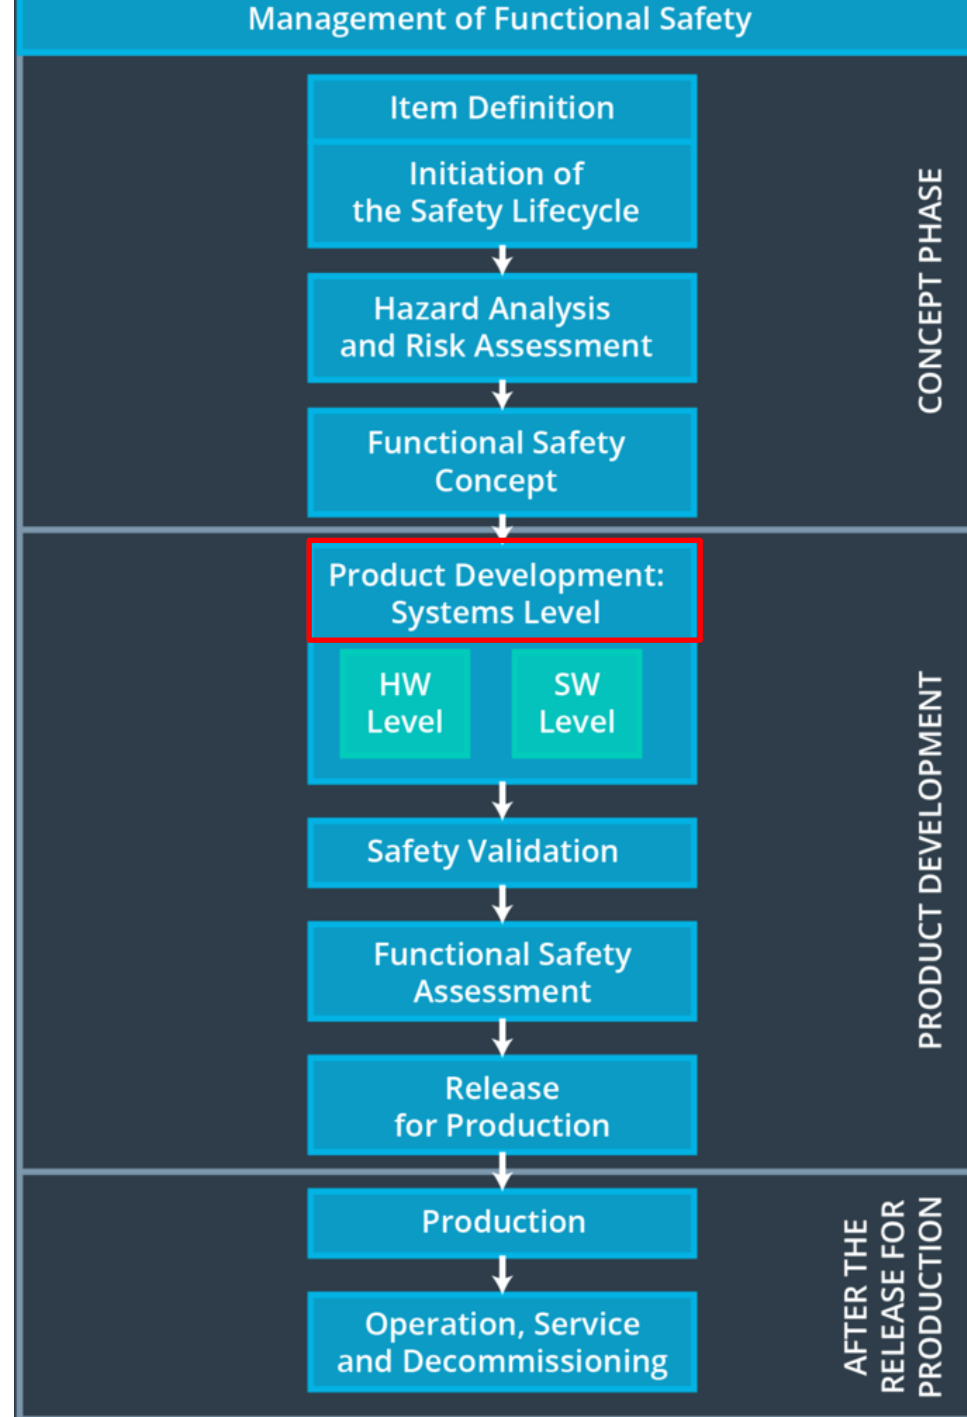 Management of Functional Safety
Item Definition
Initiation of
the Safety Lifecycle
Hazard Analysis
and Risk Assessment
Functional Safety
Concept
CONCEPT PHASE
Product Development:
Systems Level
HW
Level
SW
Level
Safety Validation
Functional Safety
Assessment
Release
for Production
PRODUCT DEVELOPMENT
Production
Operation, Service
and Decommissioning
AFTER THE
RELEASE FOR
PRODUCTION